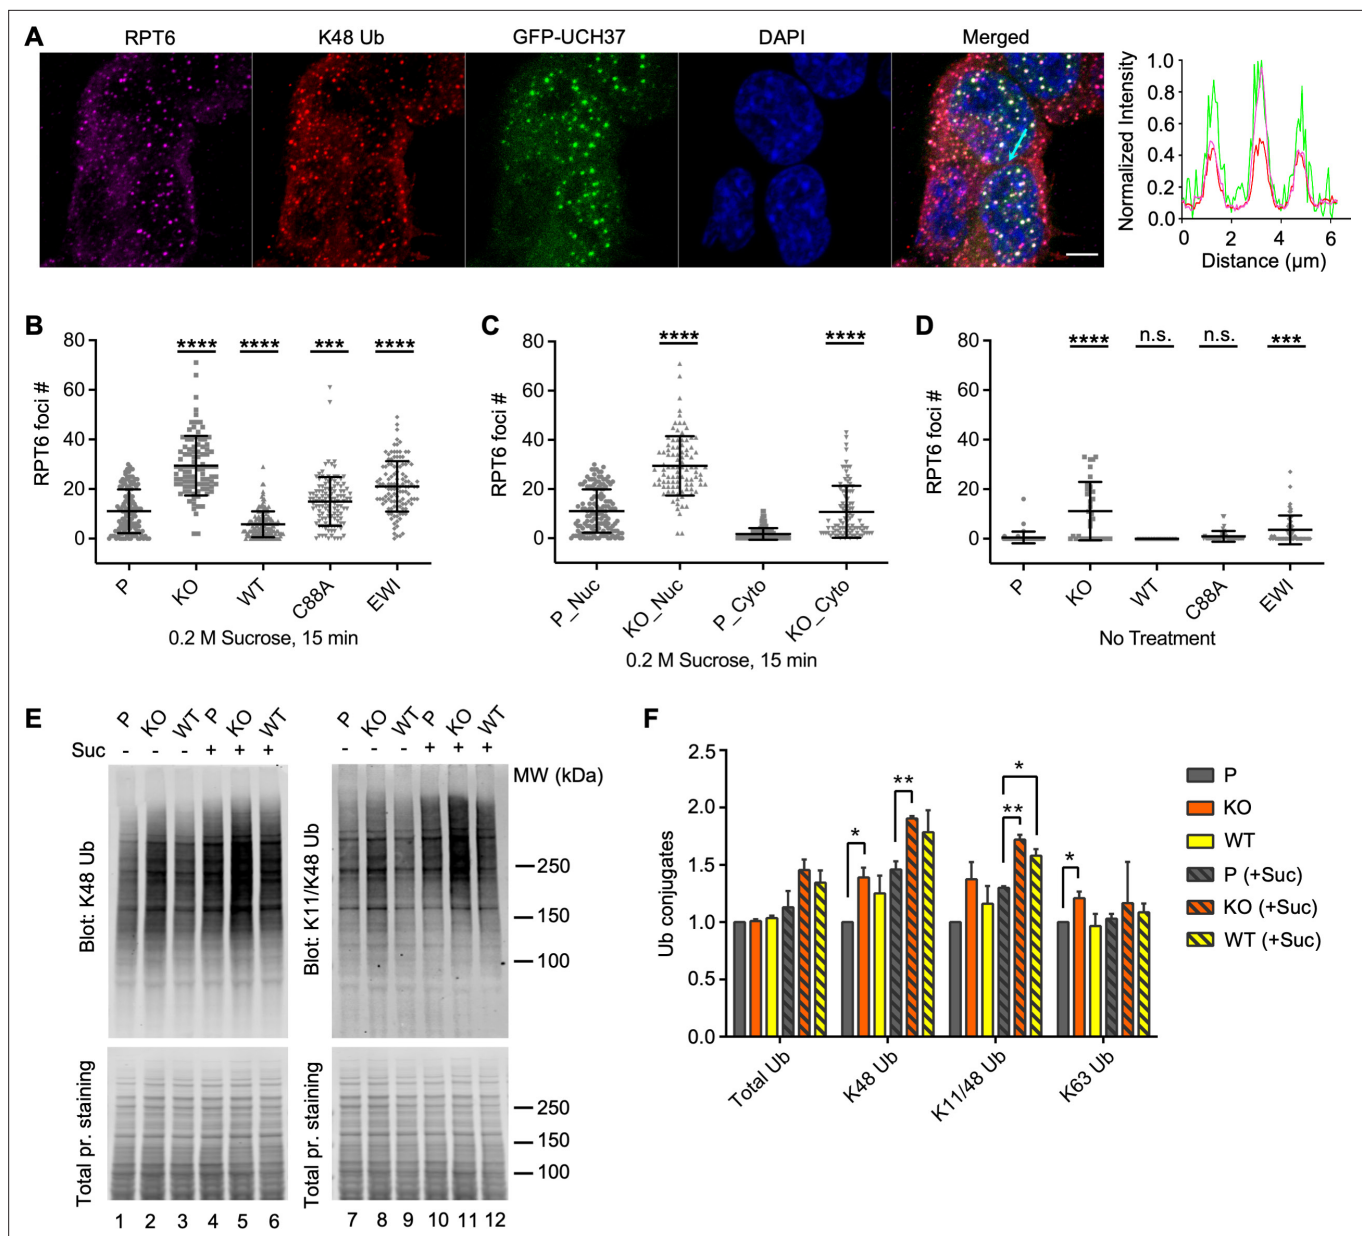 A
RPT6 K48 Ub GFP-UCH37 DAPI Merged
Normalized Intensity
1.0
0.8
0.6
0.4
0.2
0.0
0 2 4 6
Distance (µm)
B
RPT6 foci #
80
60
40
20
0
**** **** *** ****
P KO WT C88A EWI
0.2 M Sucrose, 15 min
C
RPT6 foci #
80
60
40
20
0
**** ****
P_Nuc KO_Nuc P_Cyto KO_Cyto
0.2 M Sucrose, 15 min
D
RPT6 foci #
80
60
40
20
0
**** n.s. n.s. ***
P KO WT C88A EWI
No Treatment
E
P KO WT P KO WT P KO WT P KO WT
Suc - - - + + + - - - + + +
MW (kDa)
Blot: K48 Ub
Blot: K11/K48 Ub
250
150
100
Total pr. staining
Total pr. staining
250
150
100
1 2 3 4 5 6 7 8 9 10 11 12
F
Ub conjugates
2.5
2.0
1.5
1.0
0.5
0.0
* ** ** * *
Total Ub K48 Ub K11/48 Ub K63 Ub
P
KO
WT
P (+Suc)
KO (+Suc)
WT (+Suc)